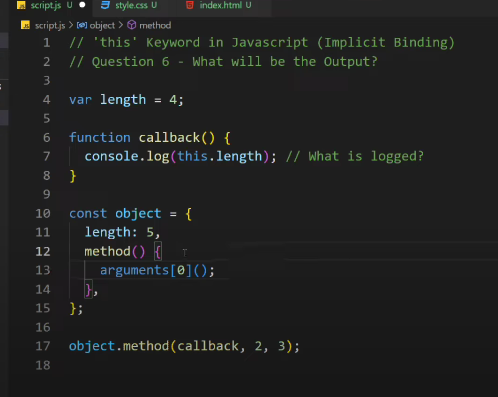 script.js U ● style.css U index.html U
script.js > object > method
1 // 'this' Keyword in Javascript (Implicit Binding)
2 // Question 6 - What will be the Output?
3
4 var length = 4;
5
6 function callback() {
7 console.log(this.length); // What is logged?
8 }
9
10 const object = {
11 length: 5,
12 method() {
13 arguments[0]();
14 },
15 };
16
17 object.method(callback, 2, 3);
18